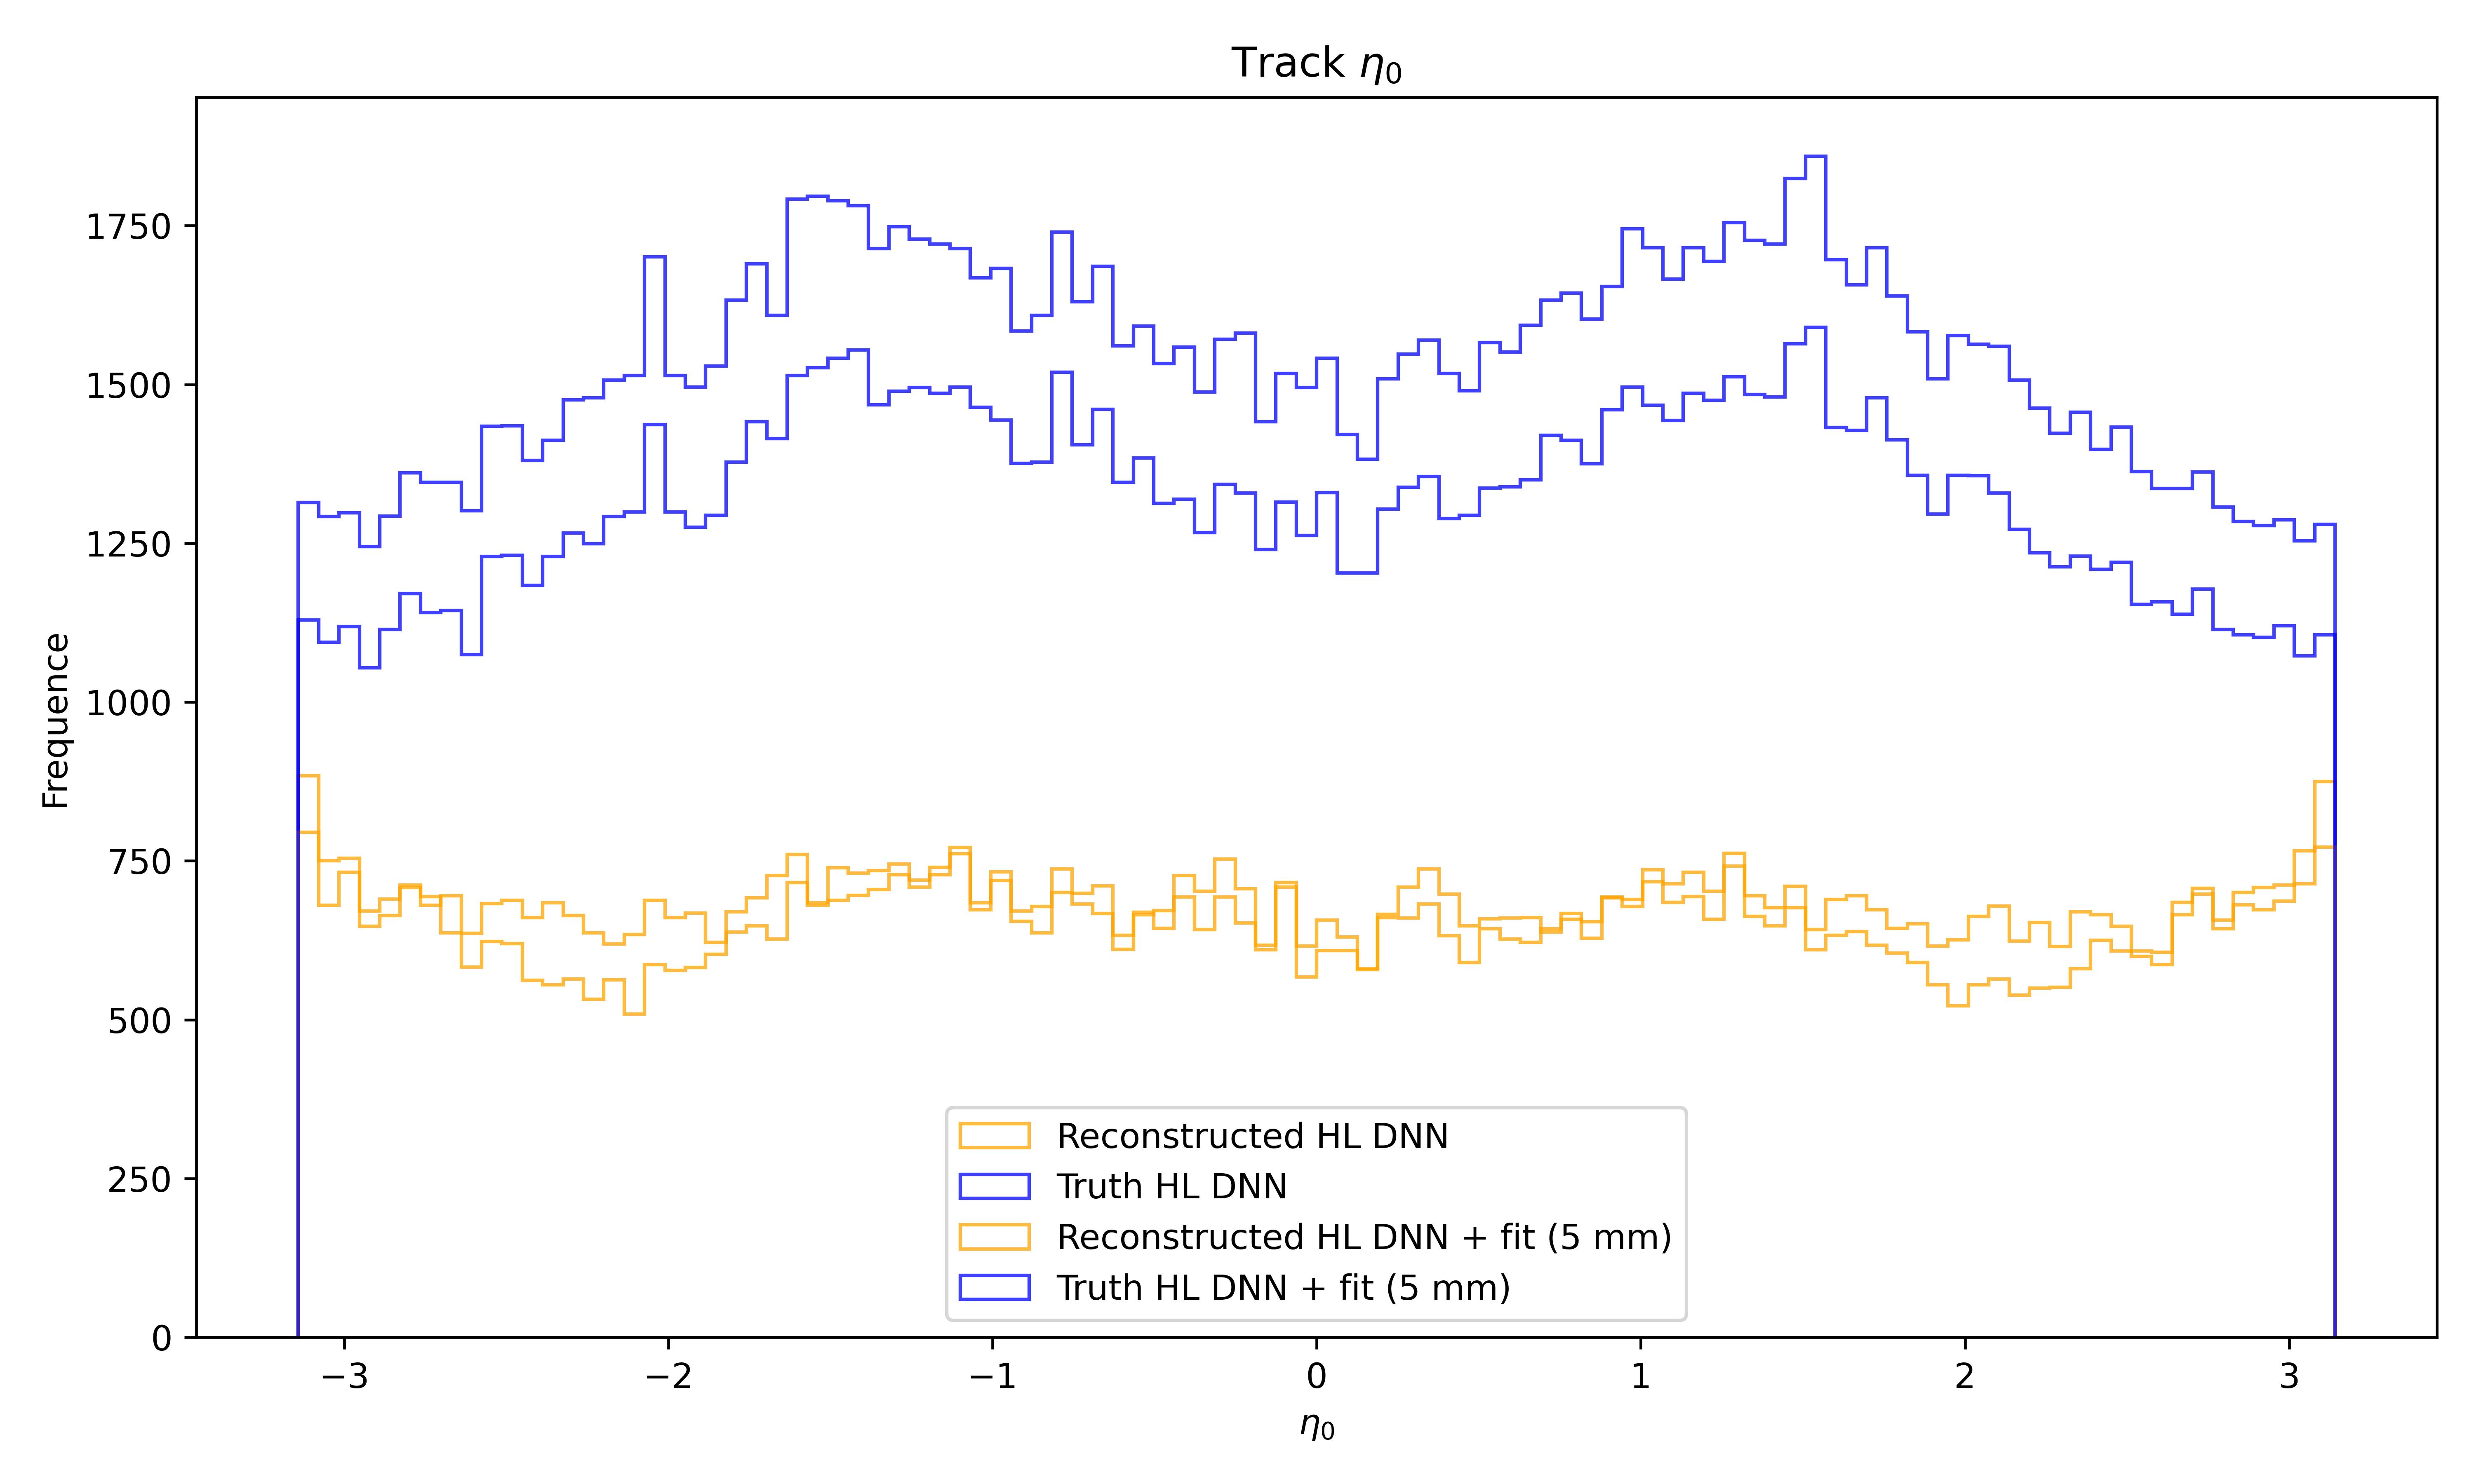 Track η₀
Frequence
1750
1500
1250
1000
750
500
250
0
−3 −2 −1 0 1 2 3
η₀
Reconstructed HL DNN
Truth HL DNN
Reconstructed HL DNN + fit (5 mm)
Truth HL DNN + fit (5 mm)